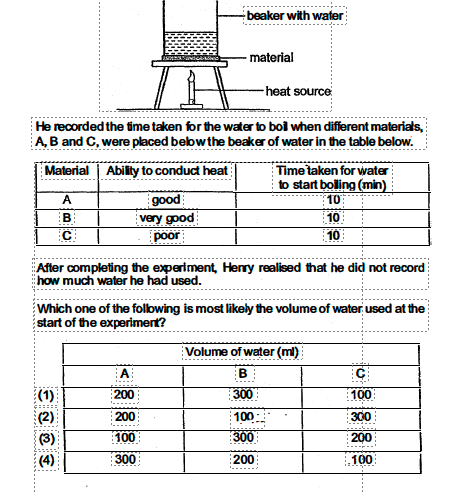 beaker with water
material
heat source
He recorded the time taken for the water to boil when different materials,
A, B and C, were placed below the beaker of water in the table below.
Material Ability to conduct heat Time taken for water
to start boiling (min)
A good 10
B very good 10
C poor 10
After completing the experiment, Henry realised that he did not record
how much water he had used.
Which one of the following is most likely the volume of water used at the
start of the experiment?
Volume of water (ml)
A B C
(1) 200 300 100
(2) 200 100 300
(3) 100 300 200
(4) 300 200 100